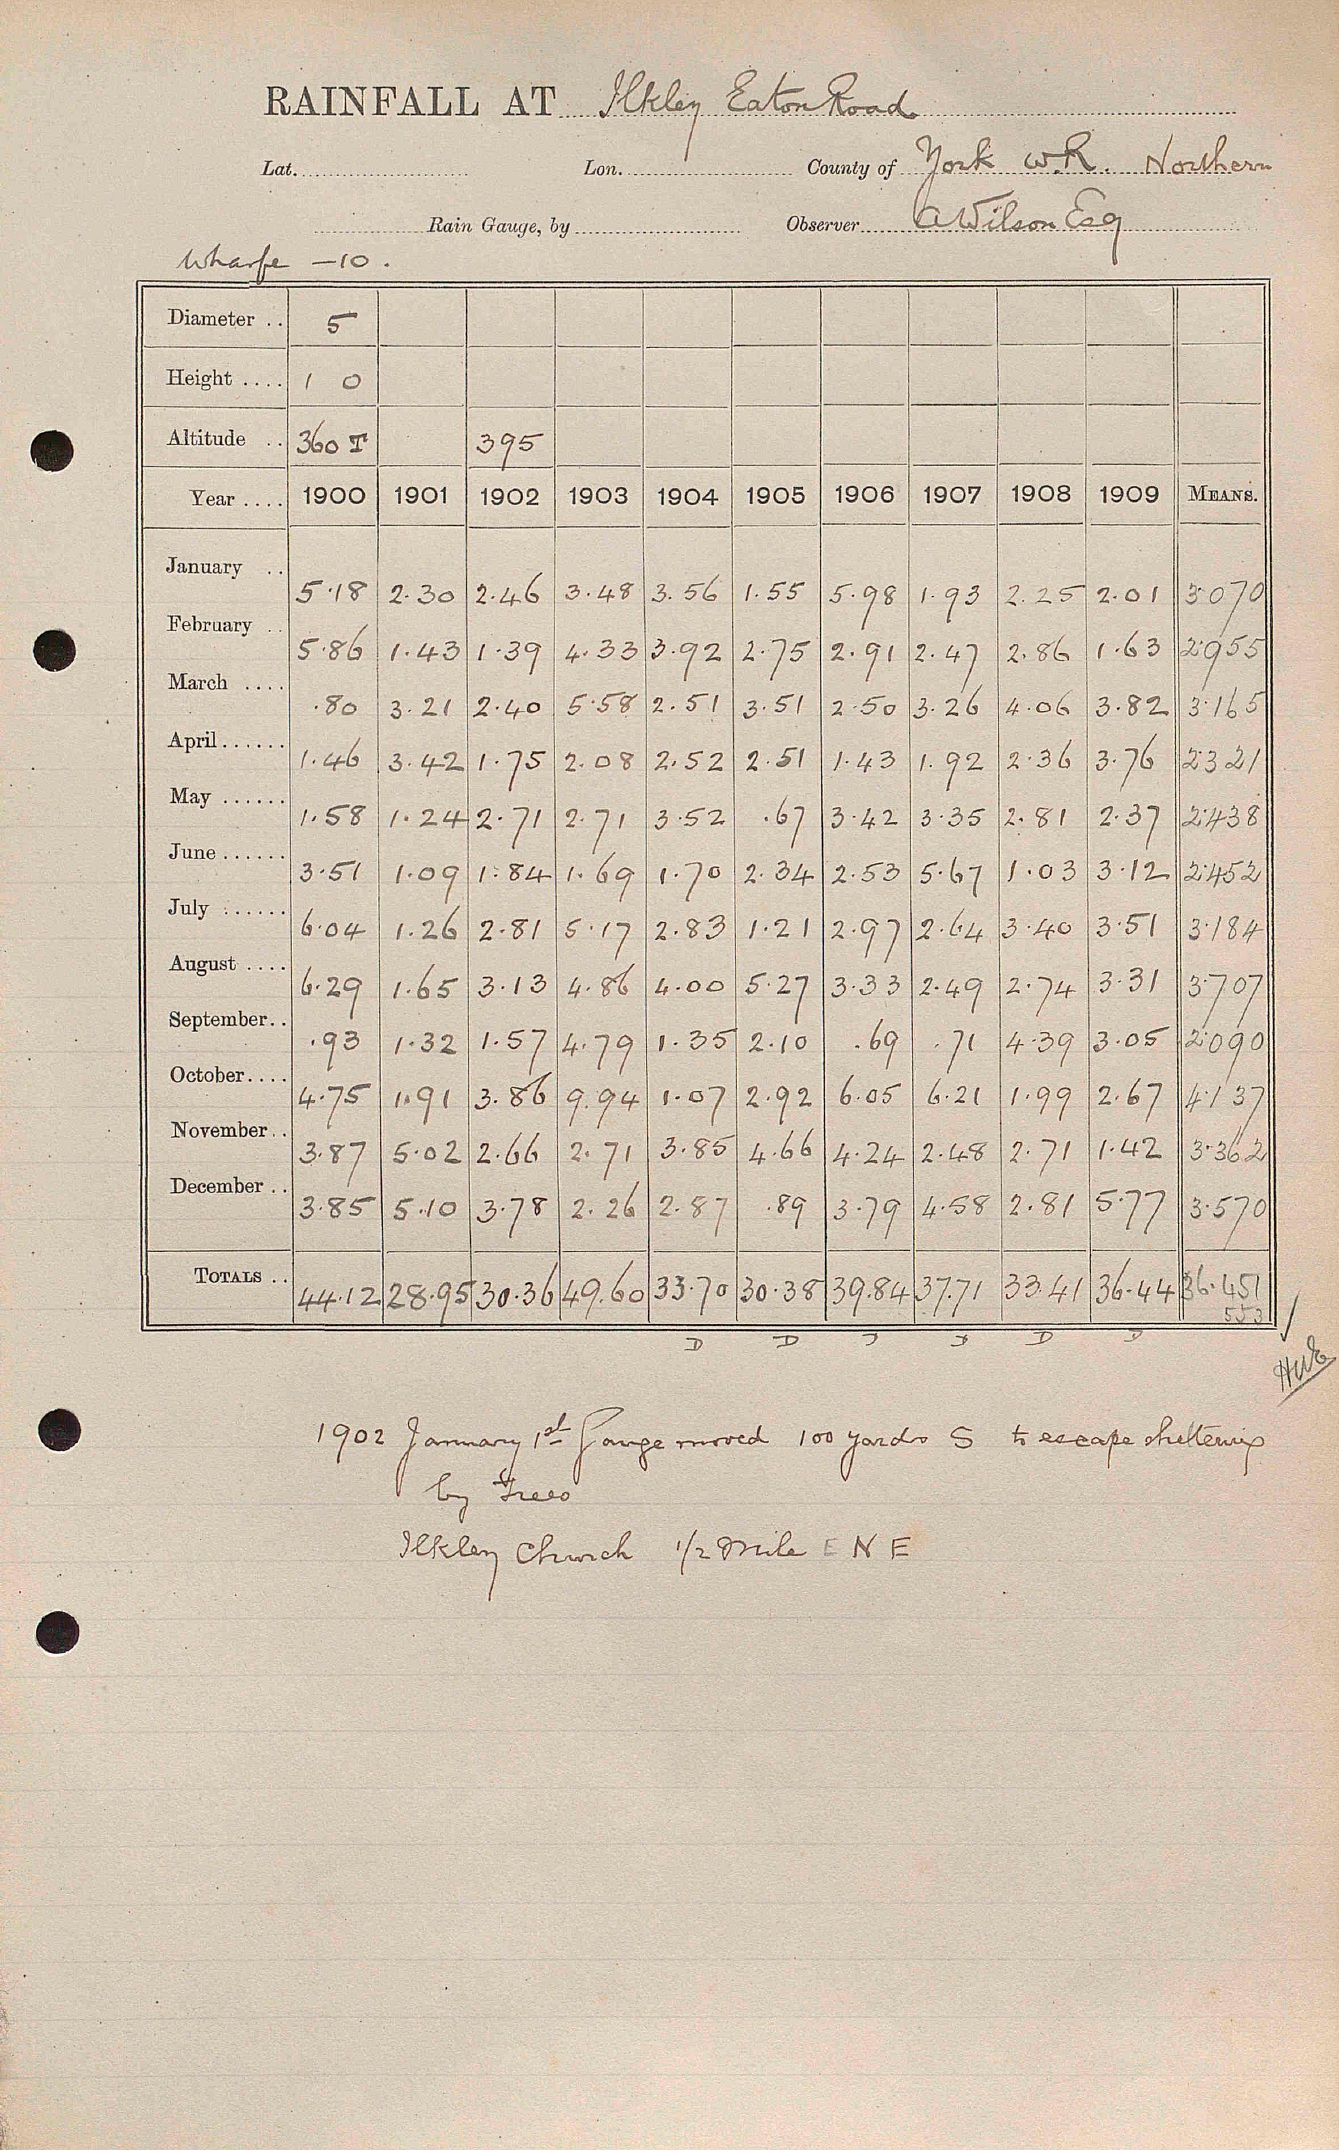 RAINFALL AT Ilkley Eaton Road
Lat. Lon. County of York W.R. Northern
Rain Gauge, by Observer A Wilson Esq
Wharfe —10.
Diameter .. 5
Height .... 1 0
Altitude .. 360 T 395
Year .... 1900 1901 1902 1903 1904 1905 1906 1907 1908 1909 MEANS.
January .. 5.18 2.30 2.46 3.48 3.56 1.55 5.98 1.93 2.25 2.01 3.070
February .. 5.86 1.43 1.39 4.33 3.92 2.75 2.91 2.47 2.86 1.63 2.955
March .... .80 3.21 2.40 5.58 2.51 3.51 2.50 3.26 4.06 3.82 3.165
April...... 1.46 3.42 1.75 2.08 2.52 2.51 1.43 1.92 2.36 3.76 2.321
May ...... 1.58 1.24 2.71 2.71 3.52 .67 3.42 3.35 2.81 2.37 2.438
June ...... 3.51 1.09 1.84 1.69 1.70 2.34 2.53 5.67 1.03 3.12 2.452
July ...... 6.04 1.26 2.81 5.17 2.83 1.21 2.97 2.64 3.40 3.51 3.184
August .... 6.29 1.65 3.13 4.86 4.00 5.27 3.33 2.49 2.74 3.31 3.707
September.. .93 1.32 1.57 4.79 1.35 2.10 .69 .71 4.39 3.05 2.090
October.... 4.75 1.91 3.86 9.94 1.07 2.92 6.05 6.21 1.99 2.67 4.137
November.. 3.87 5.02 2.66 2.71 3.85 4.66 4.24 2.48 2.71 1.42 3.362
December .. 3.85 5.10 3.78 2.26 2.87 .89 3.79 4.58 2.81 5.77 3.570
TOTALS .. 44.12 28.95 30.36 49.60 33.70 30.38 39.84 37.71 33.41 36.44 36.451
553
D D D D D D
1902 January 1st Gauge moved 100 yards S to escape sheltering
by trees
Ilkley Church 1/2 Mile E N E